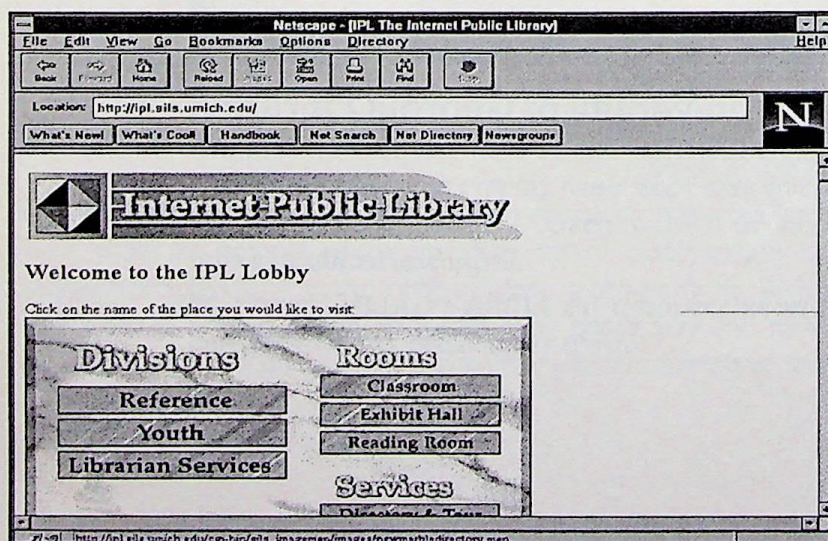 Netscape - [IPL The Internet Public Library]
File Edit View Go Bookmarks Options Directory Help
Back Forward Home Reload Images Open Print Find Stop
Location: http://ipl.sils.umich.edu/
N
What's New! What's Cool! Handbook Net Search Net Directory Newsgroups
Internet Public Library
Welcome to the IPL Lobby
Click on the name of the place you would like to visit:
Divisions
Reference
Youth
Librarian Services
Rooms
Classroom
Exhibit Hall
Reading Room
Services
Directory & Tour